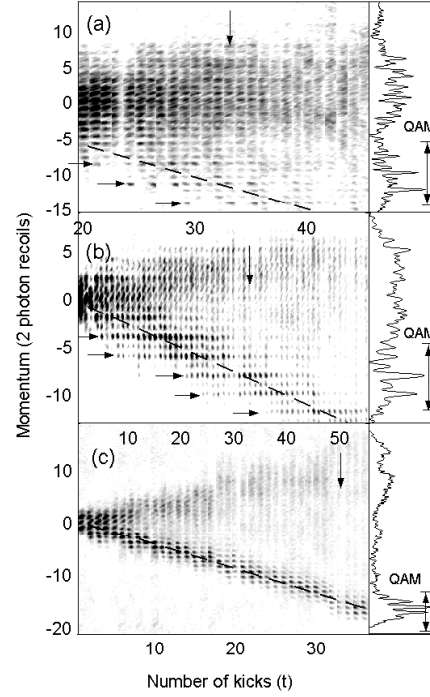 (a)
10
5
0
-5
-10
-15
QAM
20 30 40
(b)
5
0
-5
-10
QAM
10 20 30 40 50
(c)
10
0
-10
-20
QAM
10 20 30
Momentum (2 photon recoils)
Number of kicks (t)